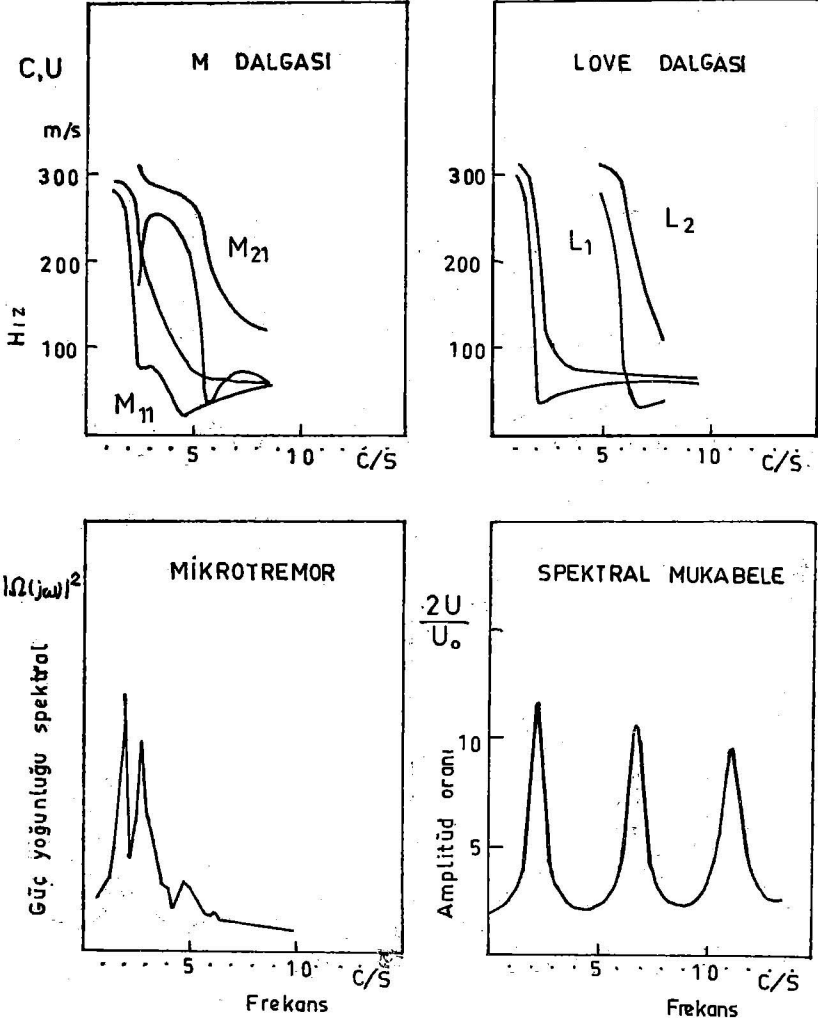 M DALGASI
C,U
m/s
300
200
100
Hız
M21
M11
5 10 C/S
LOVE DALGASI
300
200
100
L1
L2
5 10 C/S
MİKROTREMOR
|Ω(jω)|²
Güç yoğunluğu spektral
5 10 C/S
Frekans
SPEKTRAL MUKABELE
2U
U₀
10
5
Amplitüd oranı
5 10 C/S
Frekans